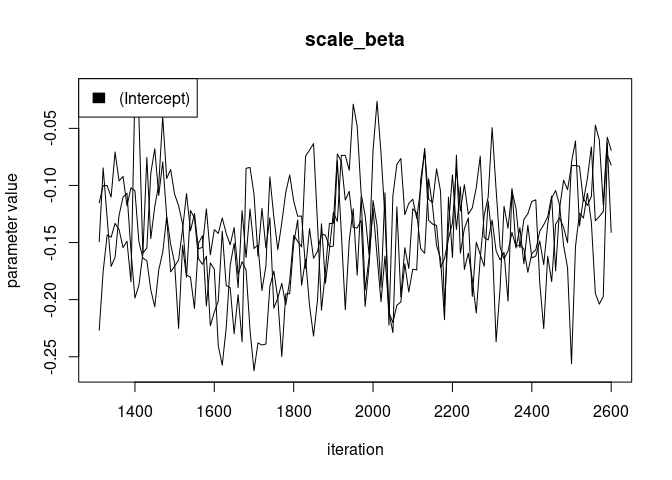 scale_beta
(Intercept)
parameter value
-0.05
-0.10
-0.15
-0.20
-0.25
1400 1600 1800 2000 2200 2400 2600
iteration